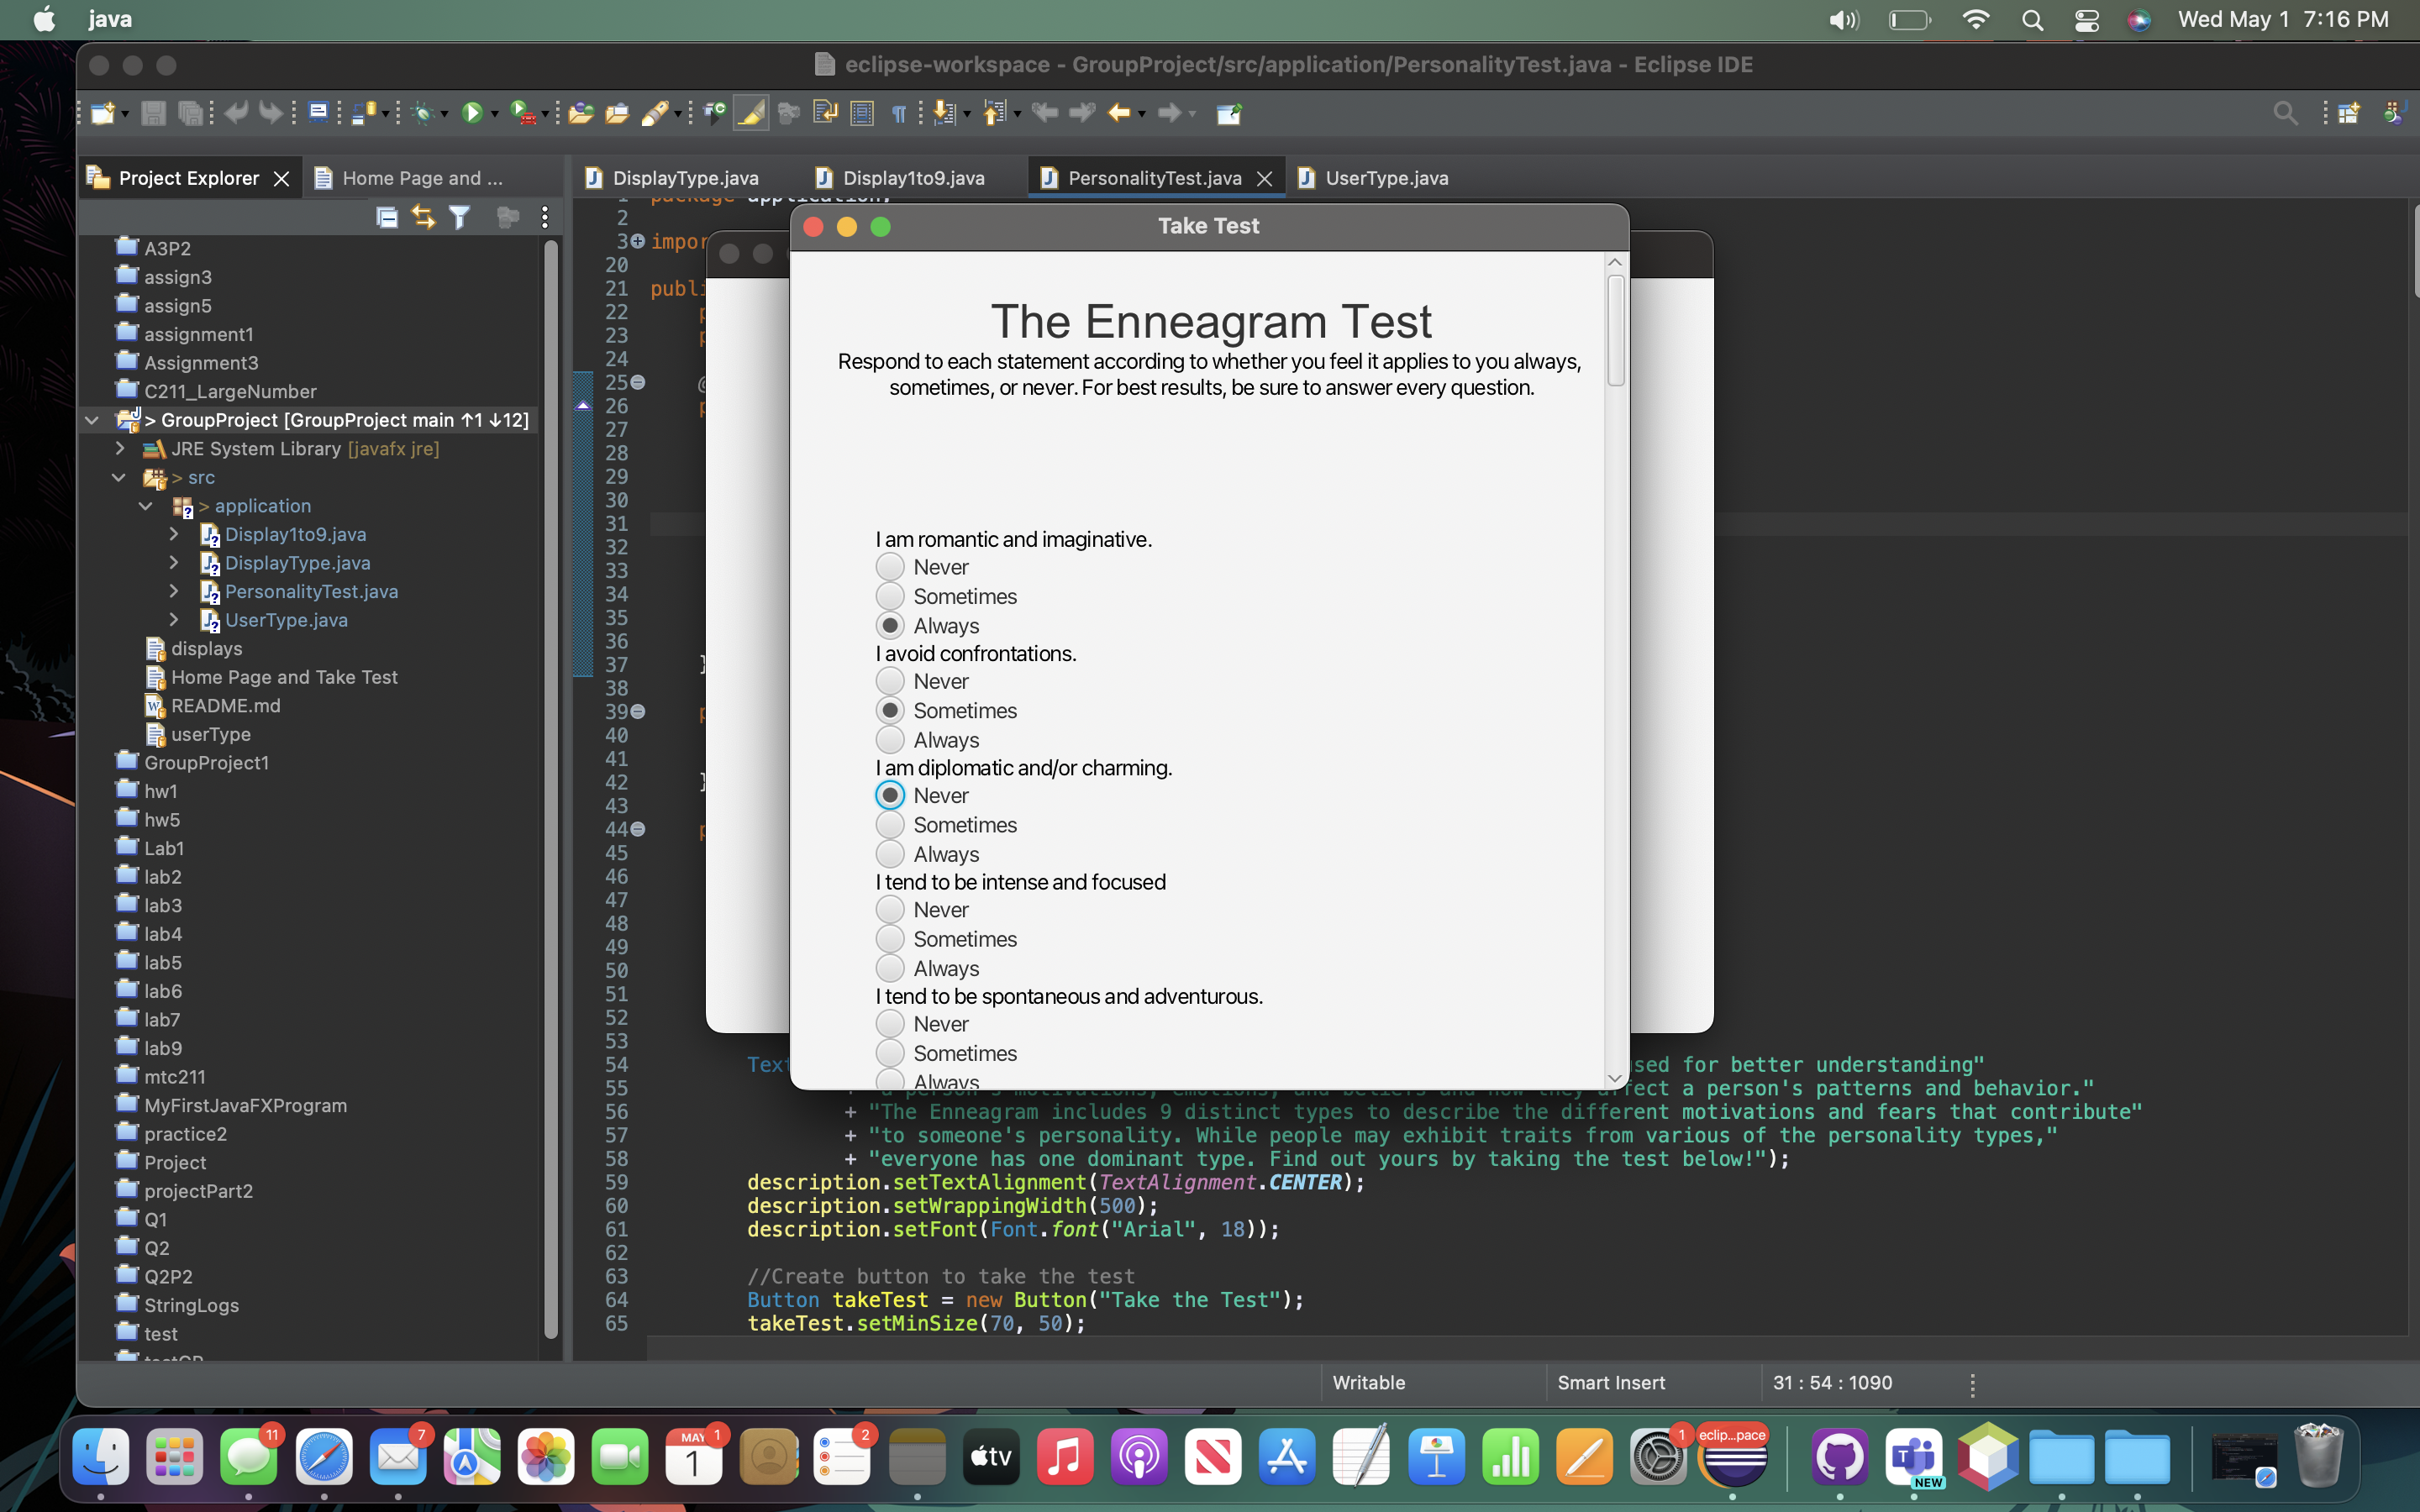 java
Wed May 1 7:16 PM
eclipse-workspace - GroupProject/src/application/PersonalityTest.java - Eclipse IDE
Project Explorer
Home Page and ...
DisplayType.java
Display1to9.java
PersonalityTest.java
UserType.java
A3P2
assign3
assign5
assignment1
Assignment3
C211_LargeNumber
> GroupProject [GroupProject main ↑1 ↓12]
JRE System Library [javafx jre]
> src
> application
Display1to9.java
DisplayType.java
PersonalityTest.java
UserType.java
displays
Home Page and Take Test
README.md
userType
GroupProject1
hw1
hw5
Lab1
lab2
lab3
lab4
lab5
lab6
lab7
lab9
mtc211
MyFirstJavaFXProgram
practice2
Project
projectPart2
Q1
Q2
Q2P2
StringLogs
test
Take Test
The Enneagram Test
Respond to each statement according to whether you feel it applies to you always,
sometimes, or never. For best results, be sure to answer every question.
I am romantic and imaginative.
Never
Sometimes
Always
I avoid confrontations.
Never
Sometimes
Always
I am diplomatic and/or charming.
Never
Sometimes
Always
I tend to be intense and focused
Never
Sometimes
Always
I tend to be spontaneous and adventurous.
Never
Sometimes
Always
1 package application;
2
3 impor
20
21 publi
22
23
24
25
26
27
28
29
30
31
32
33
34
35
36
37 }
38
39
40
41
42 }
43
44
45
46
47
48
49
50
51
52
53
54 Text sed for better understanding"
55 + "a person's motivations, emotions, and beliefs and how they affect a person's patterns and behavior."
56 + "The Enneagram includes 9 distinct types to describe the different motivations and fears that contribute"
57 + "to someone's personality. While people may exhibit traits from various of the personality types,"
58 + "everyone has one dominant type. Find out yours by taking the test below!");
59 description.setTextAlignment(TextAlignment.CENTER);
60 description.setWrappingWidth(500);
61 description.setFont(Font.font("Arial", 18));
62
63 //Create button to take the test
64 Button takeTest = new Button("Take the Test");
65 takeTest.setMinSize(70, 50);
Writable
Smart Insert
31 : 54 : 1090
11
7
MAY
1
1
2
tv
1
eclip...pace
NEW